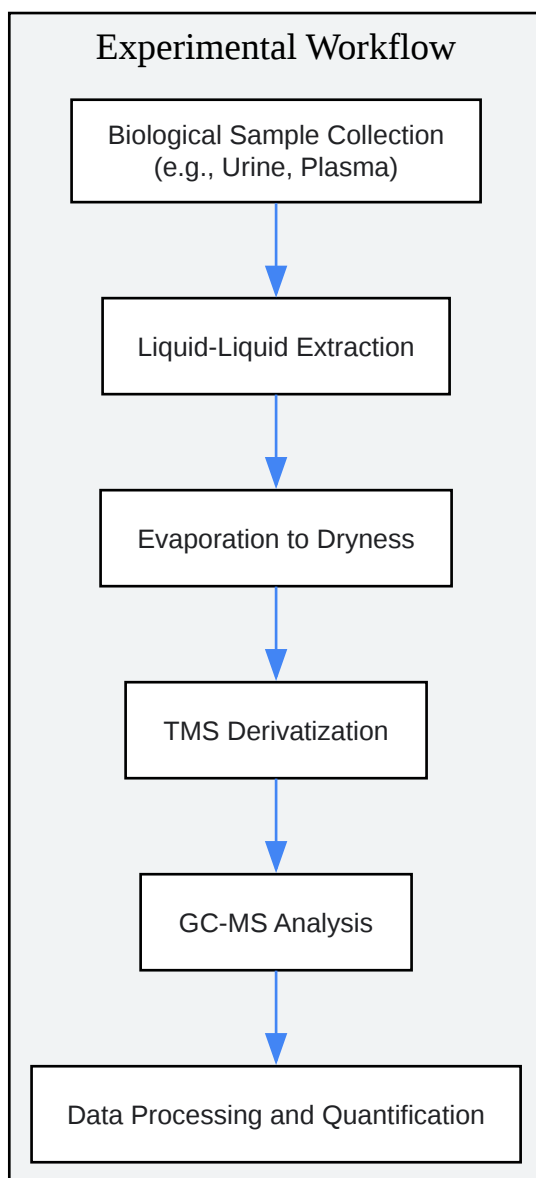 Experimental Workflow
Biological Sample Collection
(e.g., Urine, Plasma)
Liquid-Liquid Extraction
Evaporation to Dryness
TMS Derivatization
GC-MS Analysis
Data Processing and Quantification